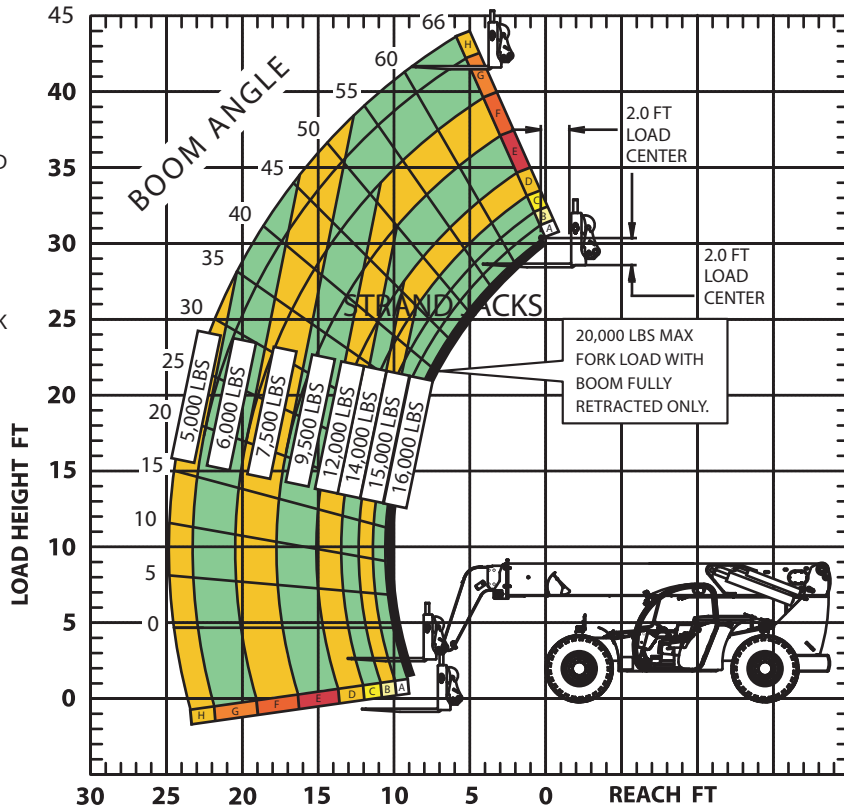 45
40
35
30
25
20
15
10
5
0
LOAD HEIGHT FT
D
K
BOOM ANGLE
66
60
55
50
45
40
35
30
25
20
15
10
5
0
H
G
F
E
D
C
B
A
2.0 FT
LOAD
CENTER
2.0 FT
LOAD
CENTER
STRAND JACKS
20,000 LBS MAX
FORK LOAD WITH
BOOM FULLY
RETRACTED ONLY.
5,000 LBS
6,000 LBS
7,500 LBS
9,500 LBS
12,000 LBS
14,000 LBS
15,000 LBS
16,000 LBS
H G F E D C B A
30 25 20 15 10 5 0 REACH FT